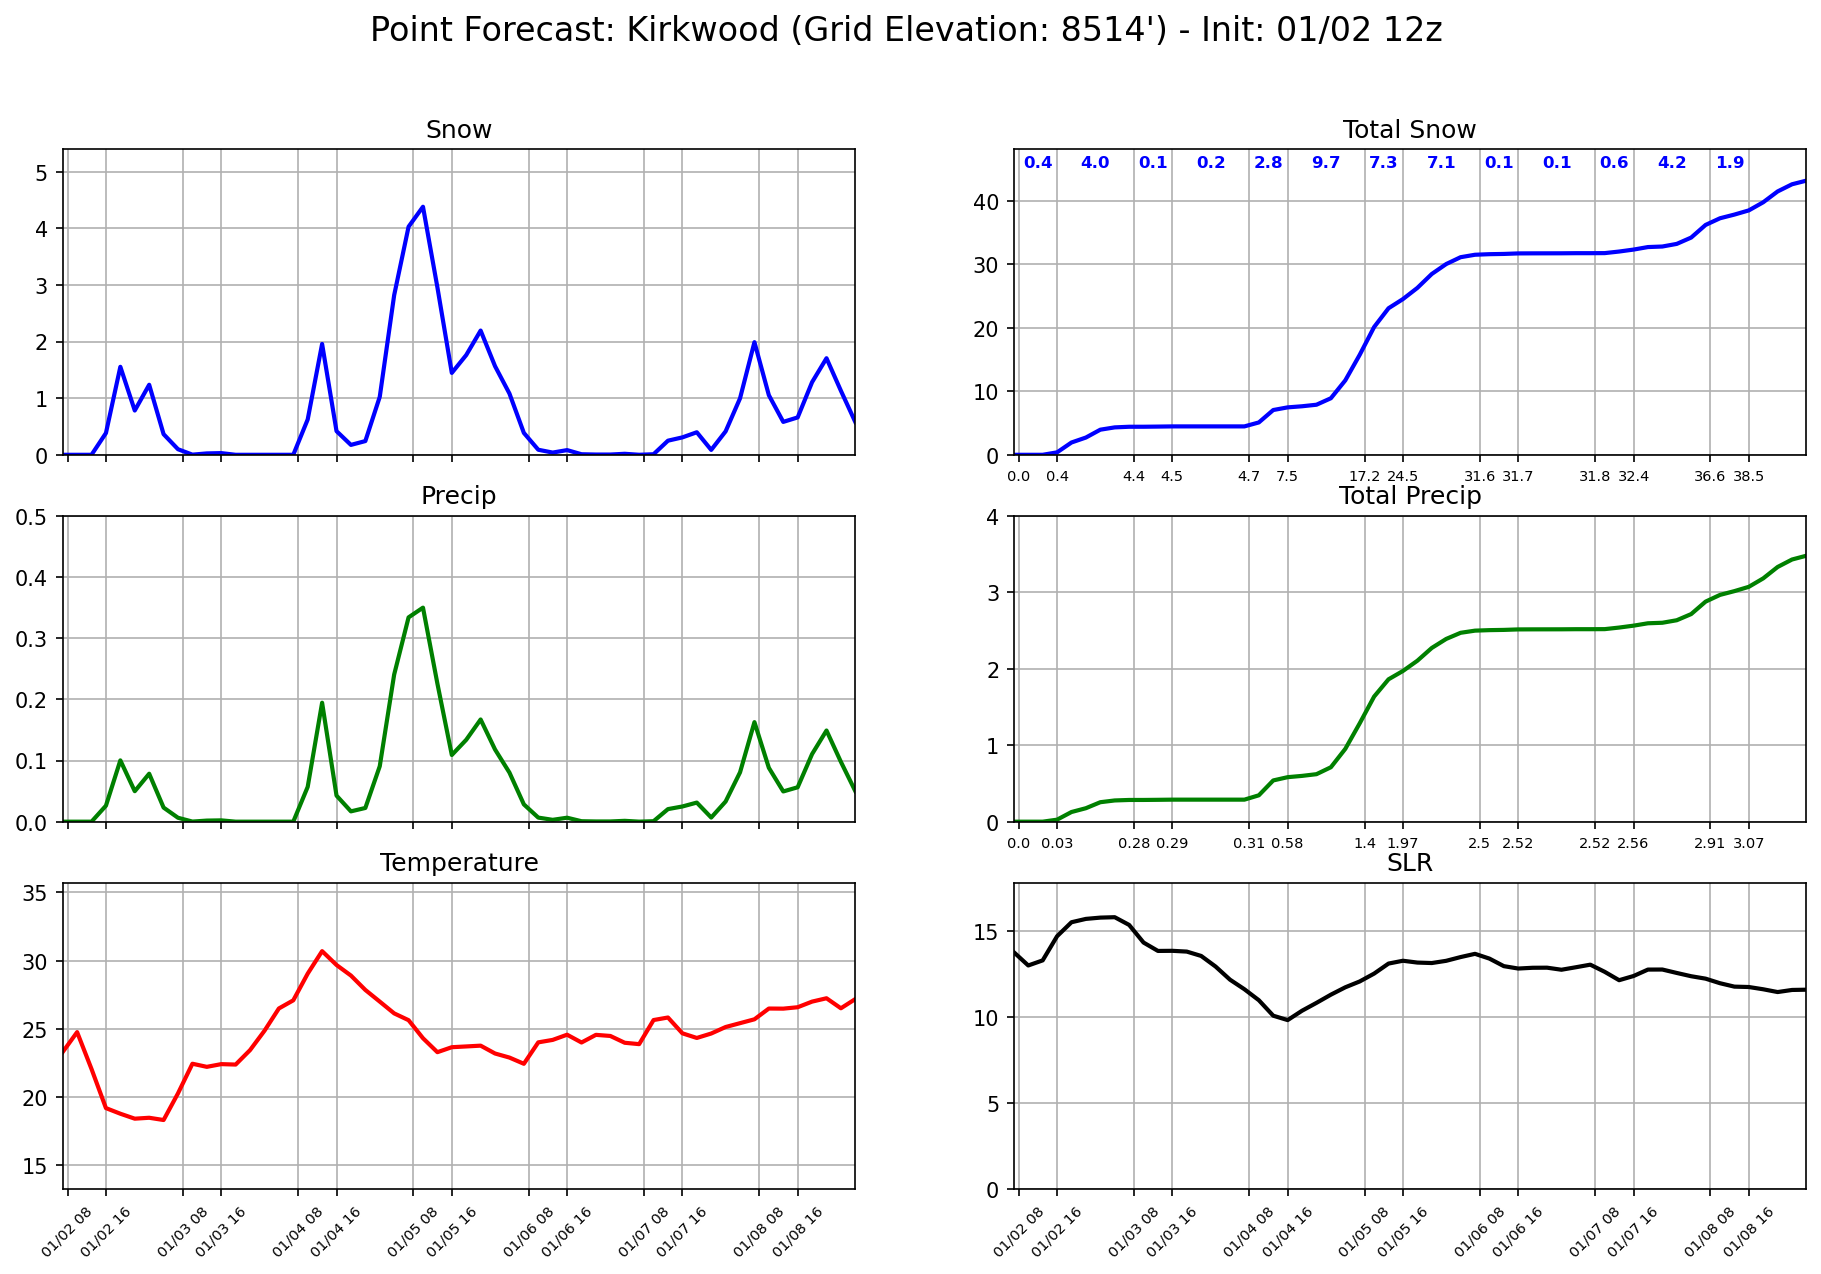 Point Forecast: Kirkwood (Grid Elevation: 8514') - Init: 01/02 12z
Snow
5
4
3
2
1
0
Total Snow
0.4 4.0 0.1 0.2 2.8 9.7 7.3 7.1 0.1 0.1 0.6 4.2 1.9
40
30
20
10
0
0.0 0.4 4.4 4.5 4.7 7.5 17.2 24.5 31.6 31.7 31.8 32.4 36.6 38.5
Precip
0.5
0.4
0.3
0.2
0.1
0.0
Total Precip
4
3
2
1
0
0.0 0.03 0.28 0.29 0.31 0.58 1.4 1.97 2.5 2.52 2.52 2.56 2.91 3.07
Temperature
35
30
25
20
15
01/02 08 01/02 16 01/03 08 01/03 16 01/04 08 01/04 16 01/05 08 01/05 16 01/06 08 01/06 16 01/07 08 01/07 16 01/08 08 01/08 16
SLR
15
10
5
0
01/02 08 01/02 16 01/03 08 01/03 16 01/04 08 01/04 16 01/05 08 01/05 16 01/06 08 01/06 16 01/07 08 01/07 16 01/08 08 01/08 16